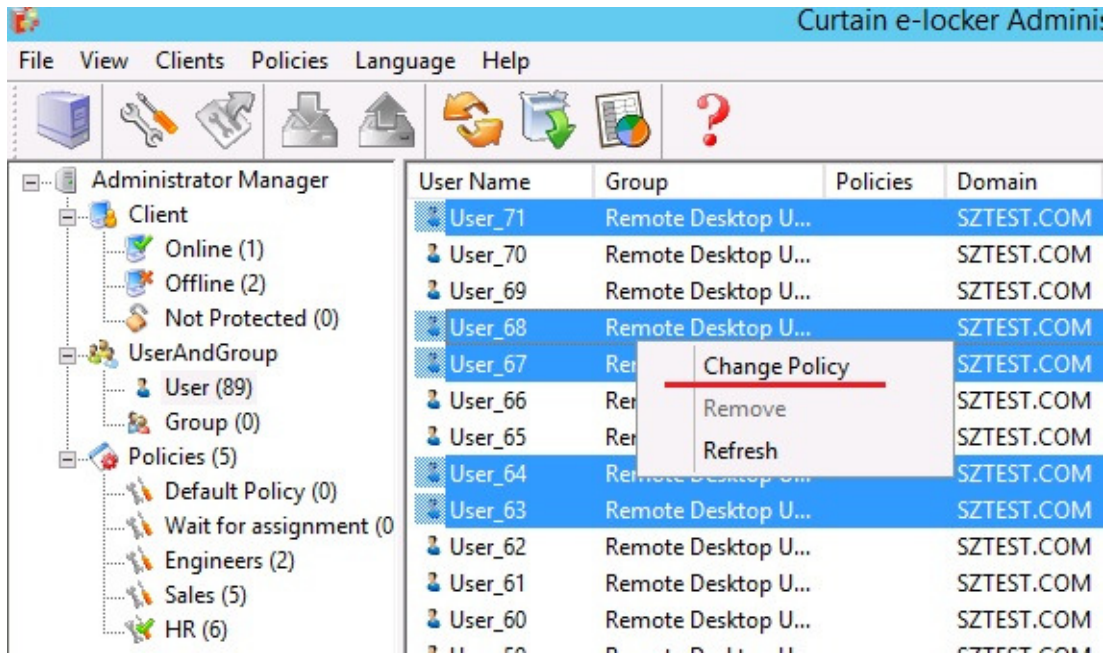 Curtain e-locker Adminis
File View Clients Policies Language Help
Administrator Manager
Client
Online (1)
Offline (2)
Not Protected (0)
UserAndGroup
User (89)
Group (0)
Policies (5)
Default Policy (0)
Wait for assignment (0
Engineers (2)
Sales (5)
HR (6)
User Name Group Policies Domain
User_71 Remote Desktop U... SZTEST.COM
User_70 Remote Desktop U... SZTEST.COM
User_69 Remote Desktop U... SZTEST.COM
User_68 Remote Desktop U... SZTEST.COM
User_67 SZTEST.COM
User_66 SZTEST.COM
User_65 SZTEST.COM
User_64 SZTEST.COM
User_63 Remote Desktop U... SZTEST.COM
User_62 Remote Desktop U... SZTEST.COM
User_61 Remote Desktop U... SZTEST.COM
User_60 Remote Desktop U... SZTEST.COM
Change Policy
Remove
Refresh